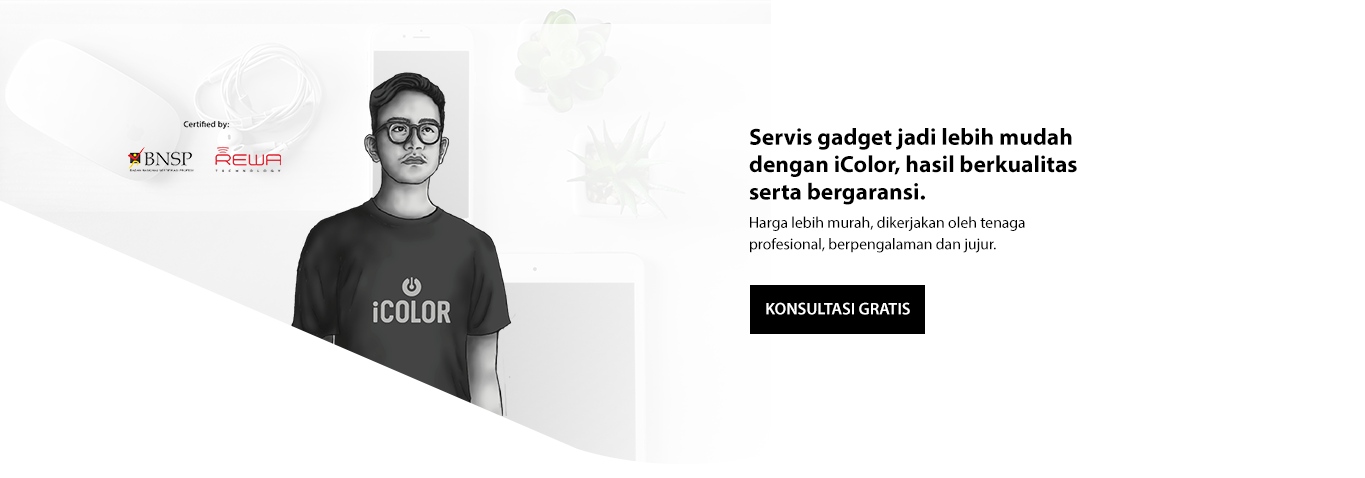 Certified by:
BNSP
REWA
TECHNOLOGY
iCOLOR
Servis gadget jadi lebih mudah
dengan iColor, hasil berkualitas
serta bergaransi.
Harga lebih murah, dikerjakan oleh tenaga
profesional, berpengalaman dan jujur.
KONSULTASI GRATIS